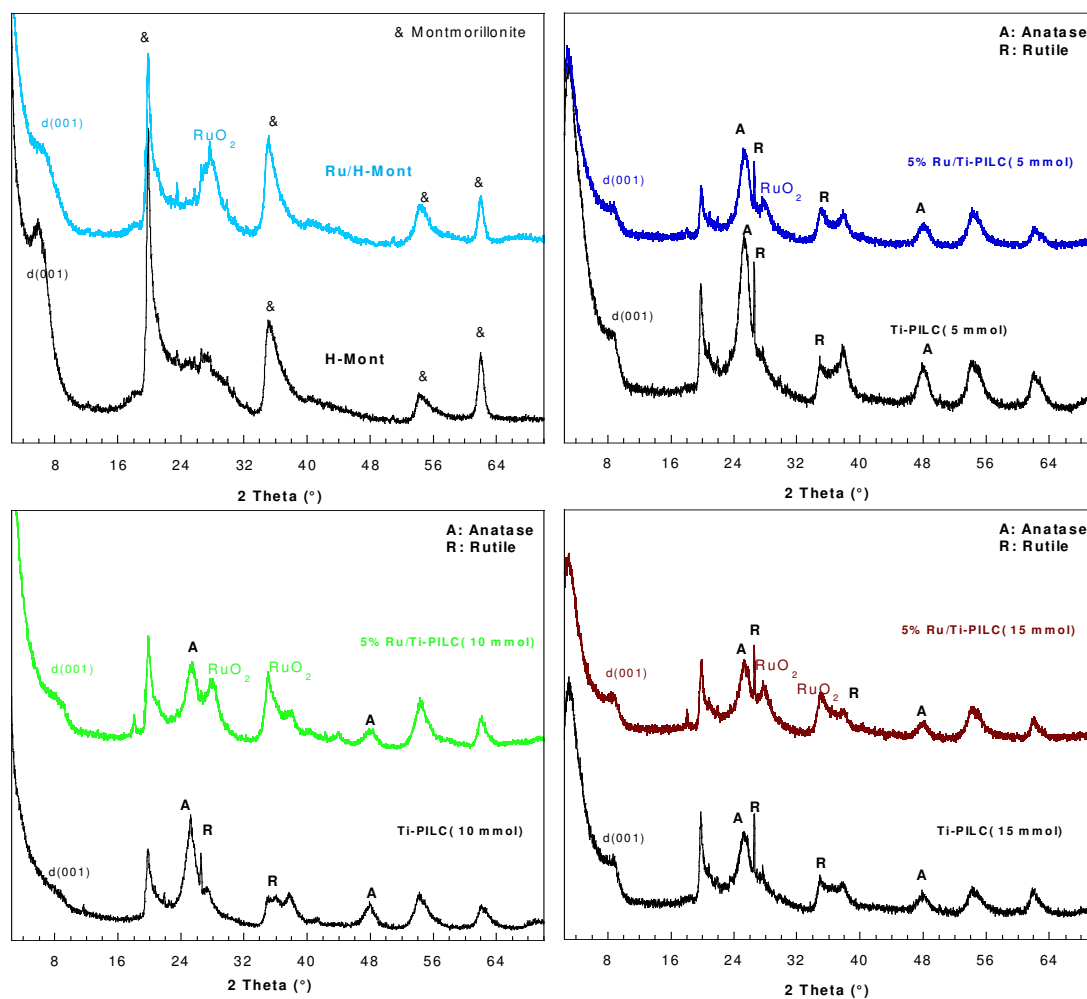 & Montmorillonite
&
d(001)
RuO2
&
Ru/H-Mont
&
&
d(001)
&
H-Mont
&
&
8 16 24 32 40 48 56 64
2 Theta (°)
A: Anatase
R: Rutile
A
R
5% Ru/Ti-PILC( 5 mmol)
d(001)
RuO2
R
A
A
R
d(001)
Ti-PILC( 5 mmol)
R
A
8 16 24 32 40 48 56 64
2 Theta (°)
A: Anatase
R: Rutile
5% Ru/Ti-PILC( 10 mmol)
A
d(001)
RuO2
RuO2
A
A
R
Ti-PILC( 10 mmol)
d(001)
R
A
8 16 24 32 40 48 56 64
2 Theta (°)
A: Anatase
R: Rutile
R
5% Ru/Ti-PILC( 15 mmol)
A
d(001)
RuO2
RuO2
R
A
R
A
Ti-PILC( 15 mmol)
d(001)
R
A
8 16 24 32 40 48 56 64
2 Theta (°)